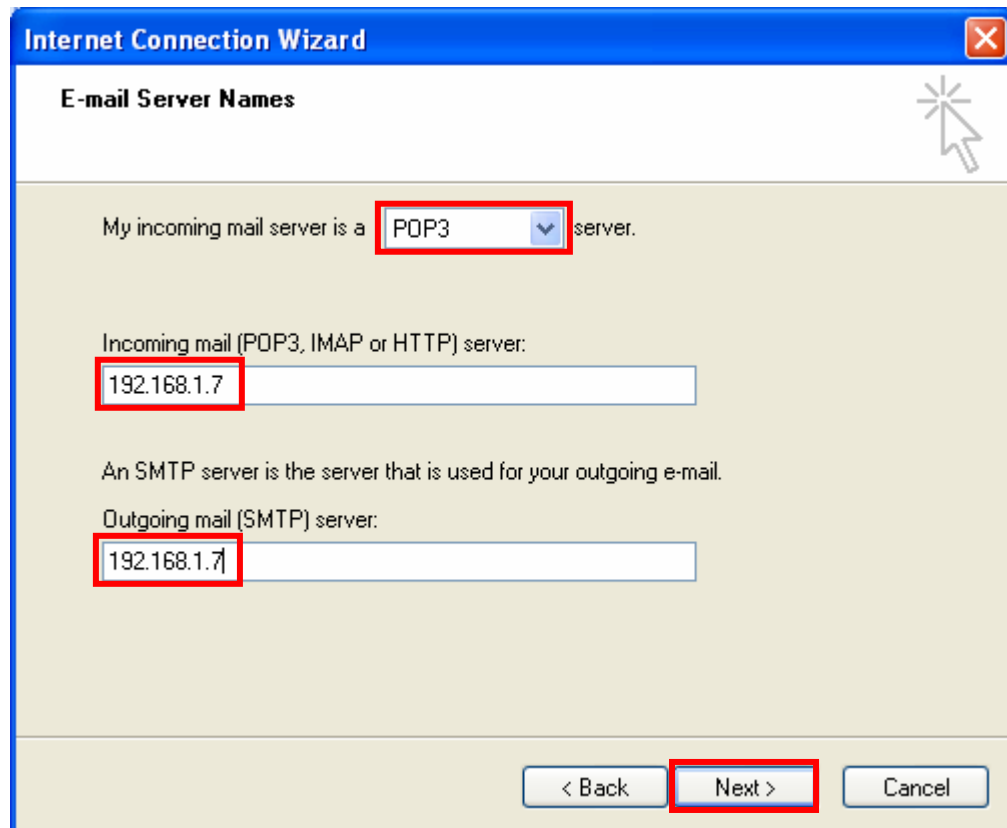 Internet Connection Wizard
E-mail Server Names
My incoming mail server is a POP3 server.
Incoming mail (POP3, IMAP or HTTP) server:
192.168.1.7
An SMTP server is the server that is used for your outgoing e-mail.
Outgoing mail (SMTP) server:
192.168.1.7
< Back Next > Cancel